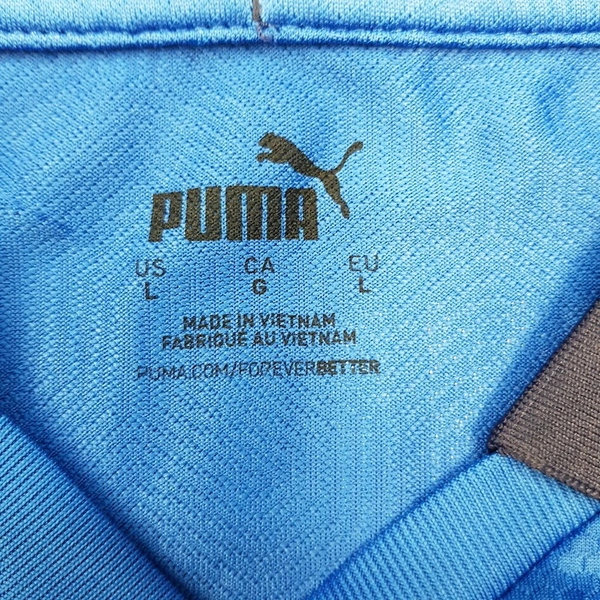 PUMA
US CA EU
L G L
MADE IN VIETNAM
FABRIQUÉ AU VIETNAM
PUMA.COM/FOREVERBETTER